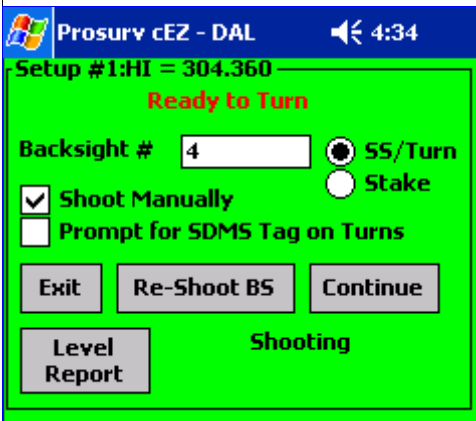 Prosurv cEZ - DAL 4:34
Setup #1:HI = 304.360
Ready to Turn
Backsight # 4 SS/Turn
Stake
Shoot Manually
Prompt for SDMS Tag on Turns
Exit Re-Shoot BS Continue
Level
Report
Shooting